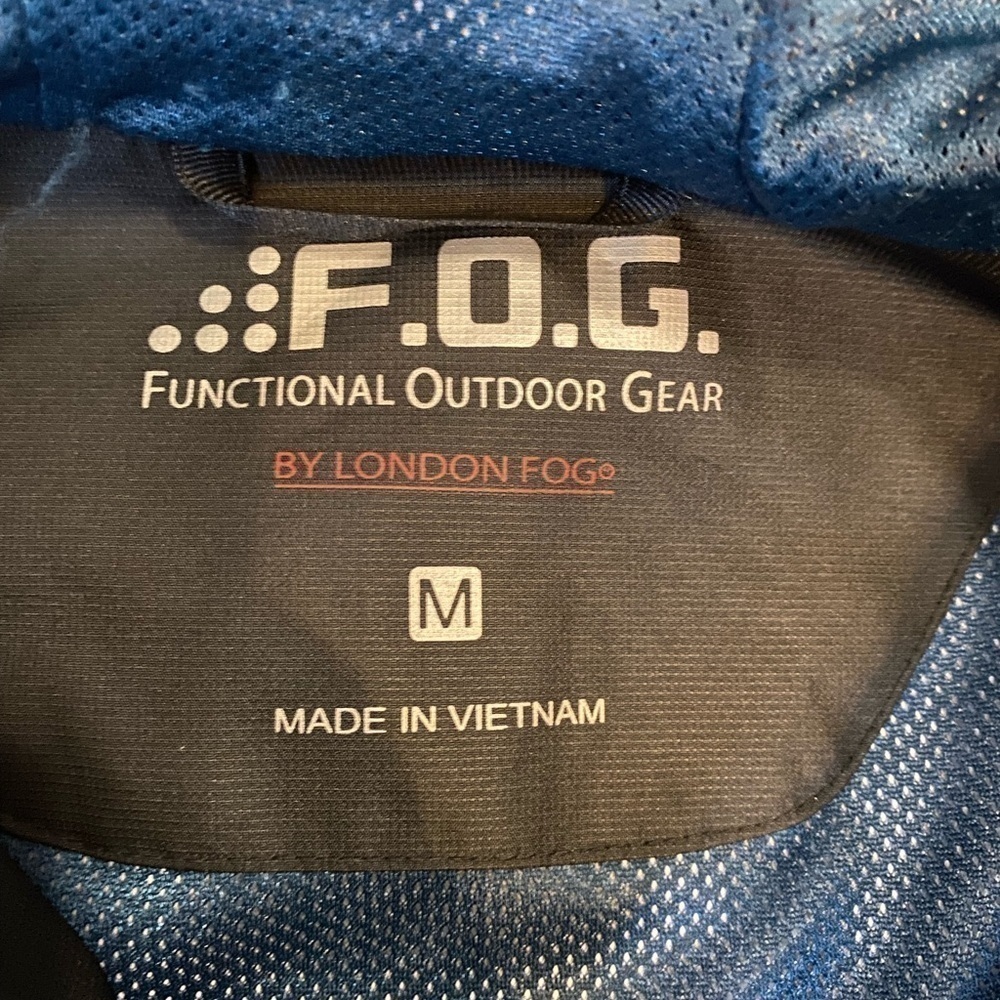 F.O.G.
FUNCTIONAL OUTDOOR GEAR
BY LONDON FOG®
M
MADE IN VIETNAM